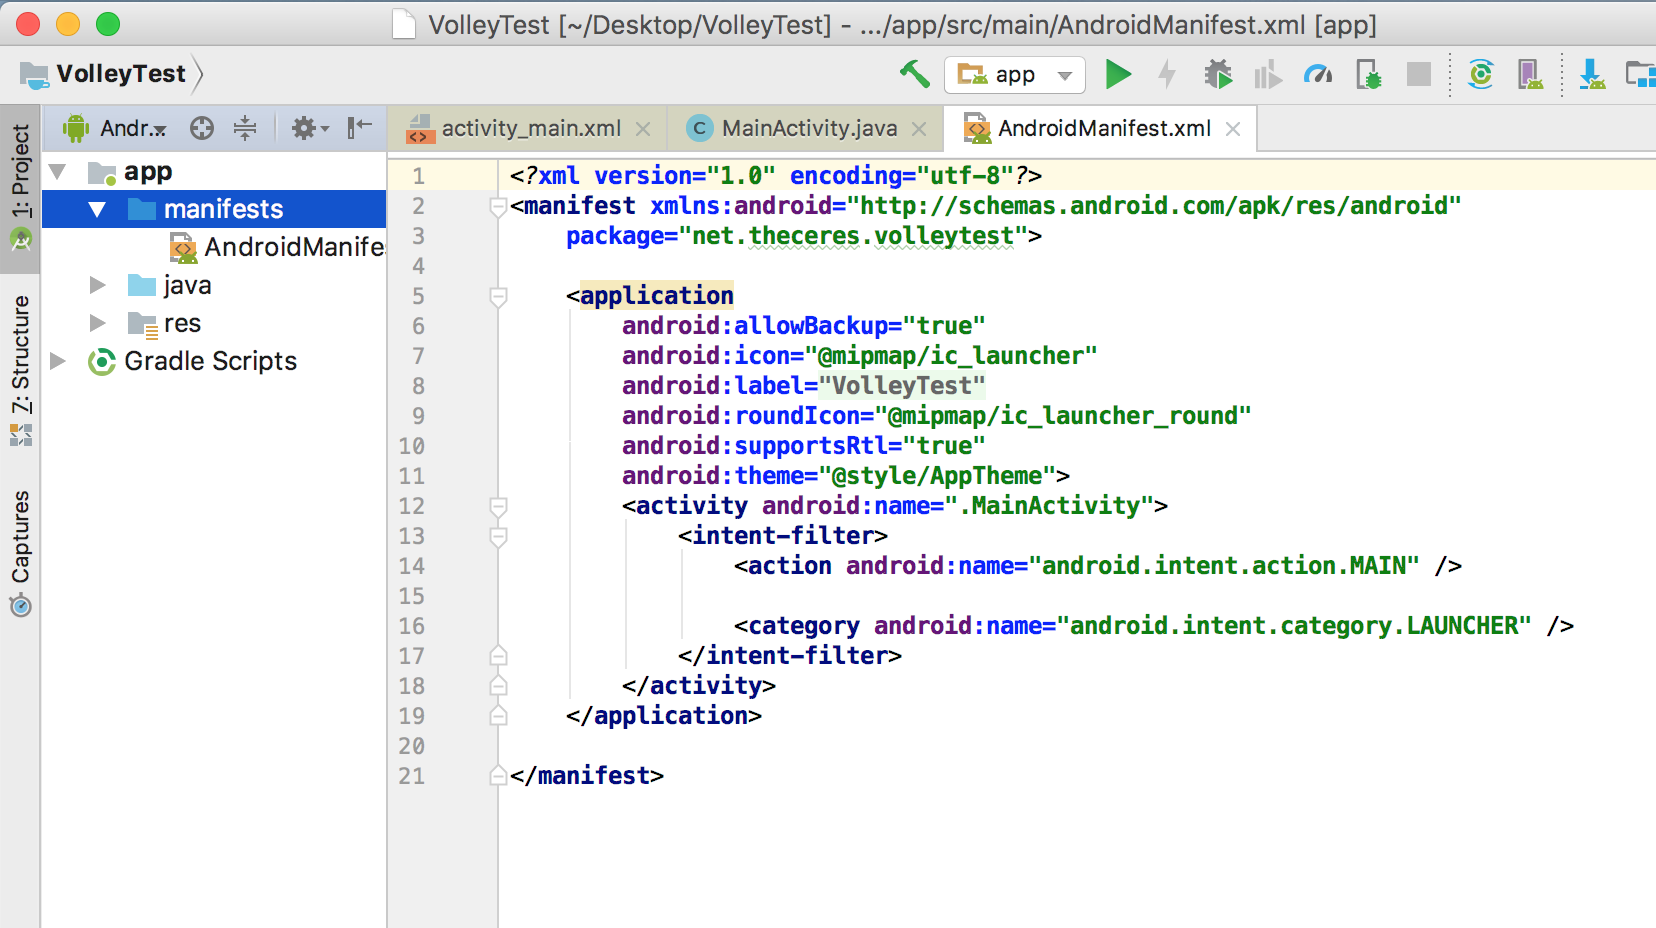 VolleyTest [~/Desktop/VolleyTest] - .../app/src/main/AndroidManifest.xml [app]
VolleyTest
app
1: Project
7: Structure
Captures
Andr...
app
manifests
AndroidManifes
java
res
Gradle Scripts
activity_main.xml
MainActivity.java
AndroidManifest.xml
1 <?xml version="1.0" encoding="utf-8"?>
2 <manifest xmlns:android="http://schemas.android.com/apk/res/android"
3     package="net.theceres.volleytest">
4
5     <application
6         android:allowBackup="true"
7         android:icon="@mipmap/ic_launcher"
8         android:label="VolleyTest"
9         android:roundIcon="@mipmap/ic_launcher_round"
10         android:supportsRtl="true"
11         android:theme="@style/AppTheme">
12         <activity android:name=".MainActivity">
13             <intent-filter>
14                 <action android:name="android.intent.action.MAIN" />
15
16                 <category android:name="android.intent.category.LAUNCHER" />
17             </intent-filter>
18         </activity>
19     </application>
20
21 </manifest>